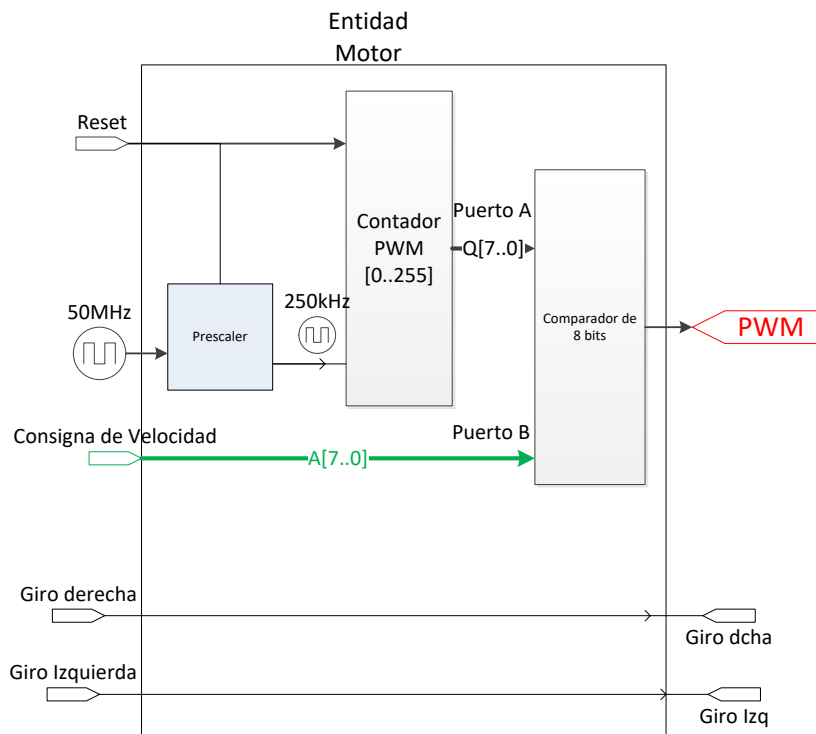 Entidad
Motor
Reset
Contador
PWM
[0..255]
Puerto A
Q[7..0]
50MHz
250kHz
Prescaler
Comparador de
8 bits
PWM
Consigna de Velocidad
Puerto B
A[7..0]
Giro derecha
Giro dcha
Giro Izquierda
Giro Izq